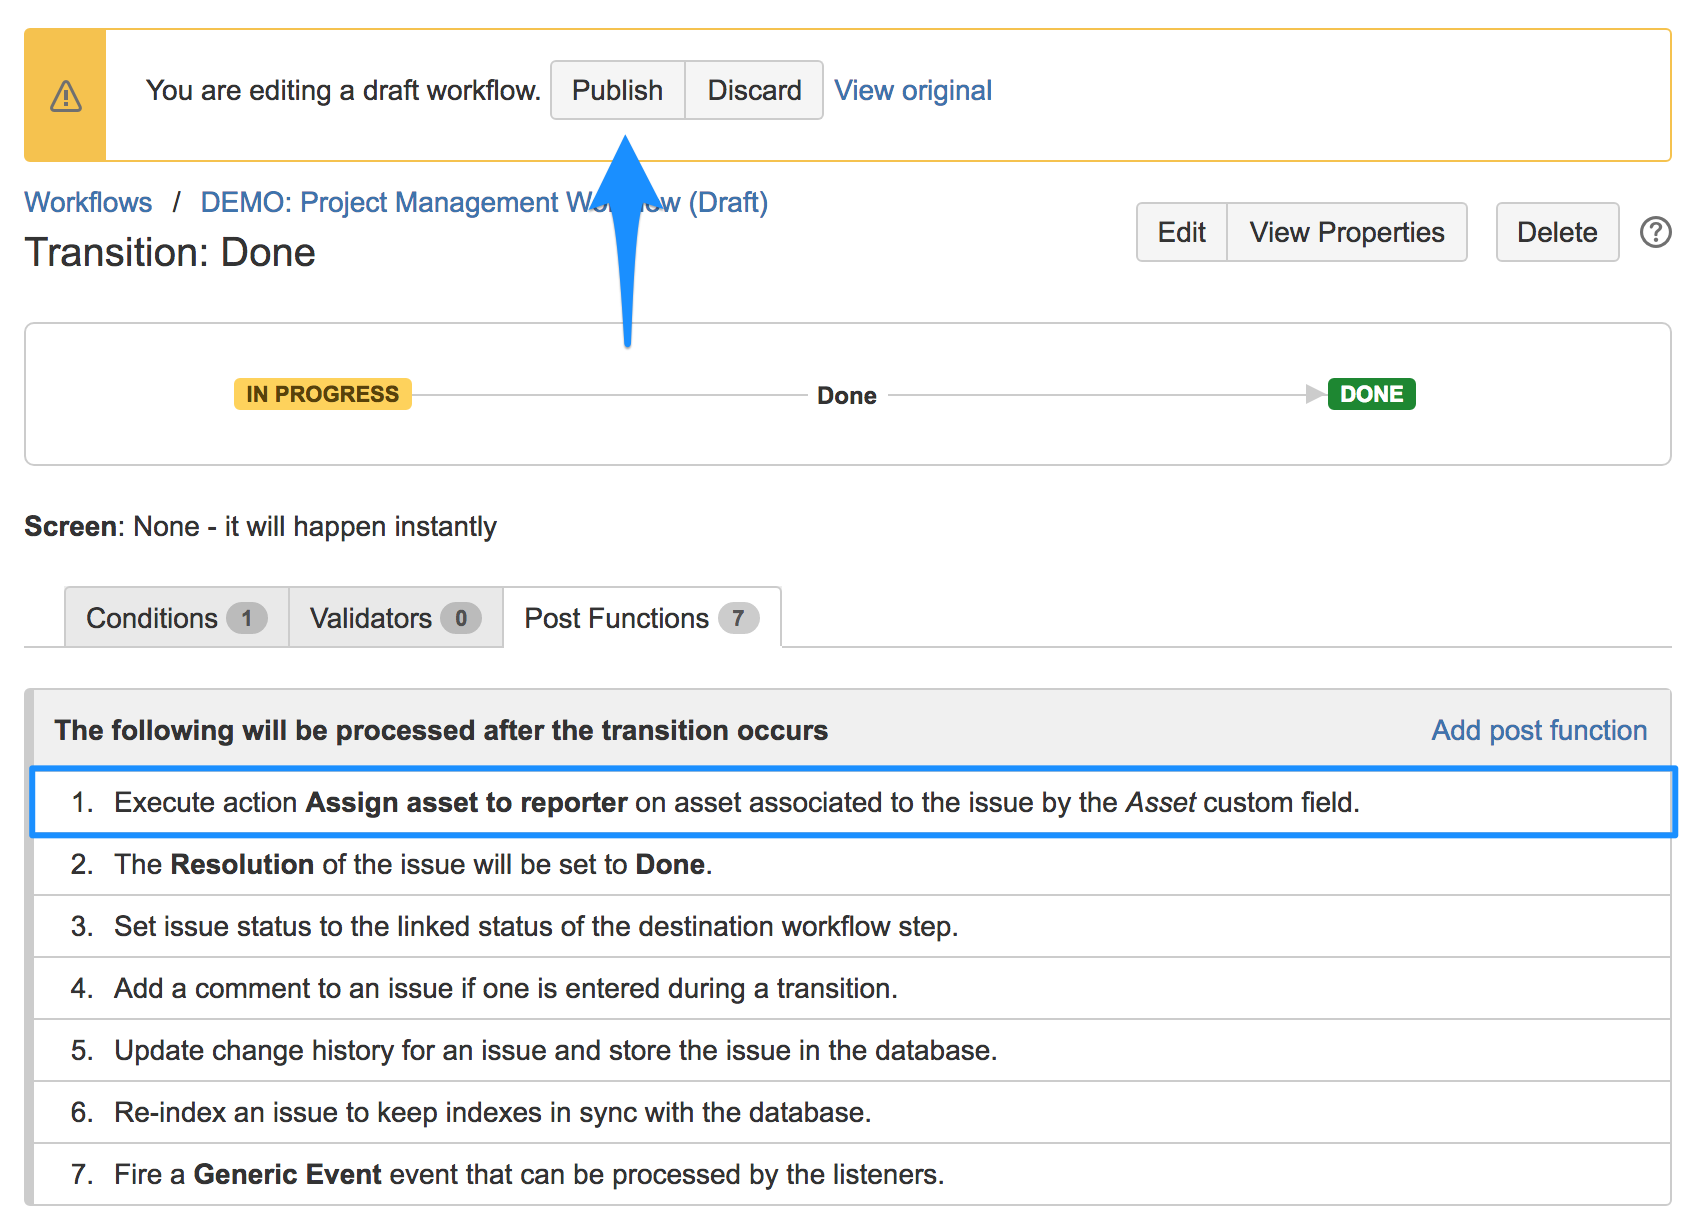 You are editing a draft workflow. Publish Discard View original
Workflows / DEMO: Project Management (Draft)
Transition: Done
Edit View Properties Delete
IN PROGRESS Done DONE
Screen: None - it will happen instantly
Conditions 1 Validators 0 Post Functions 7
The following will be processed after the transition occurs Add post function
1. Execute action Assign asset to reporter on asset associated to the issue by the Asset custom field.
2. The Resolution of the issue will be set to Done.
3. Set issue status to the linked status of the destination workflow step.
4. Add a comment to an issue if one is entered during a transition.
5. Update change history for an issue and store the issue in the database.
6. Re-index an issue to keep indexes in sync with the database.
7. Fire a Generic Event event that can be processed by the listeners.